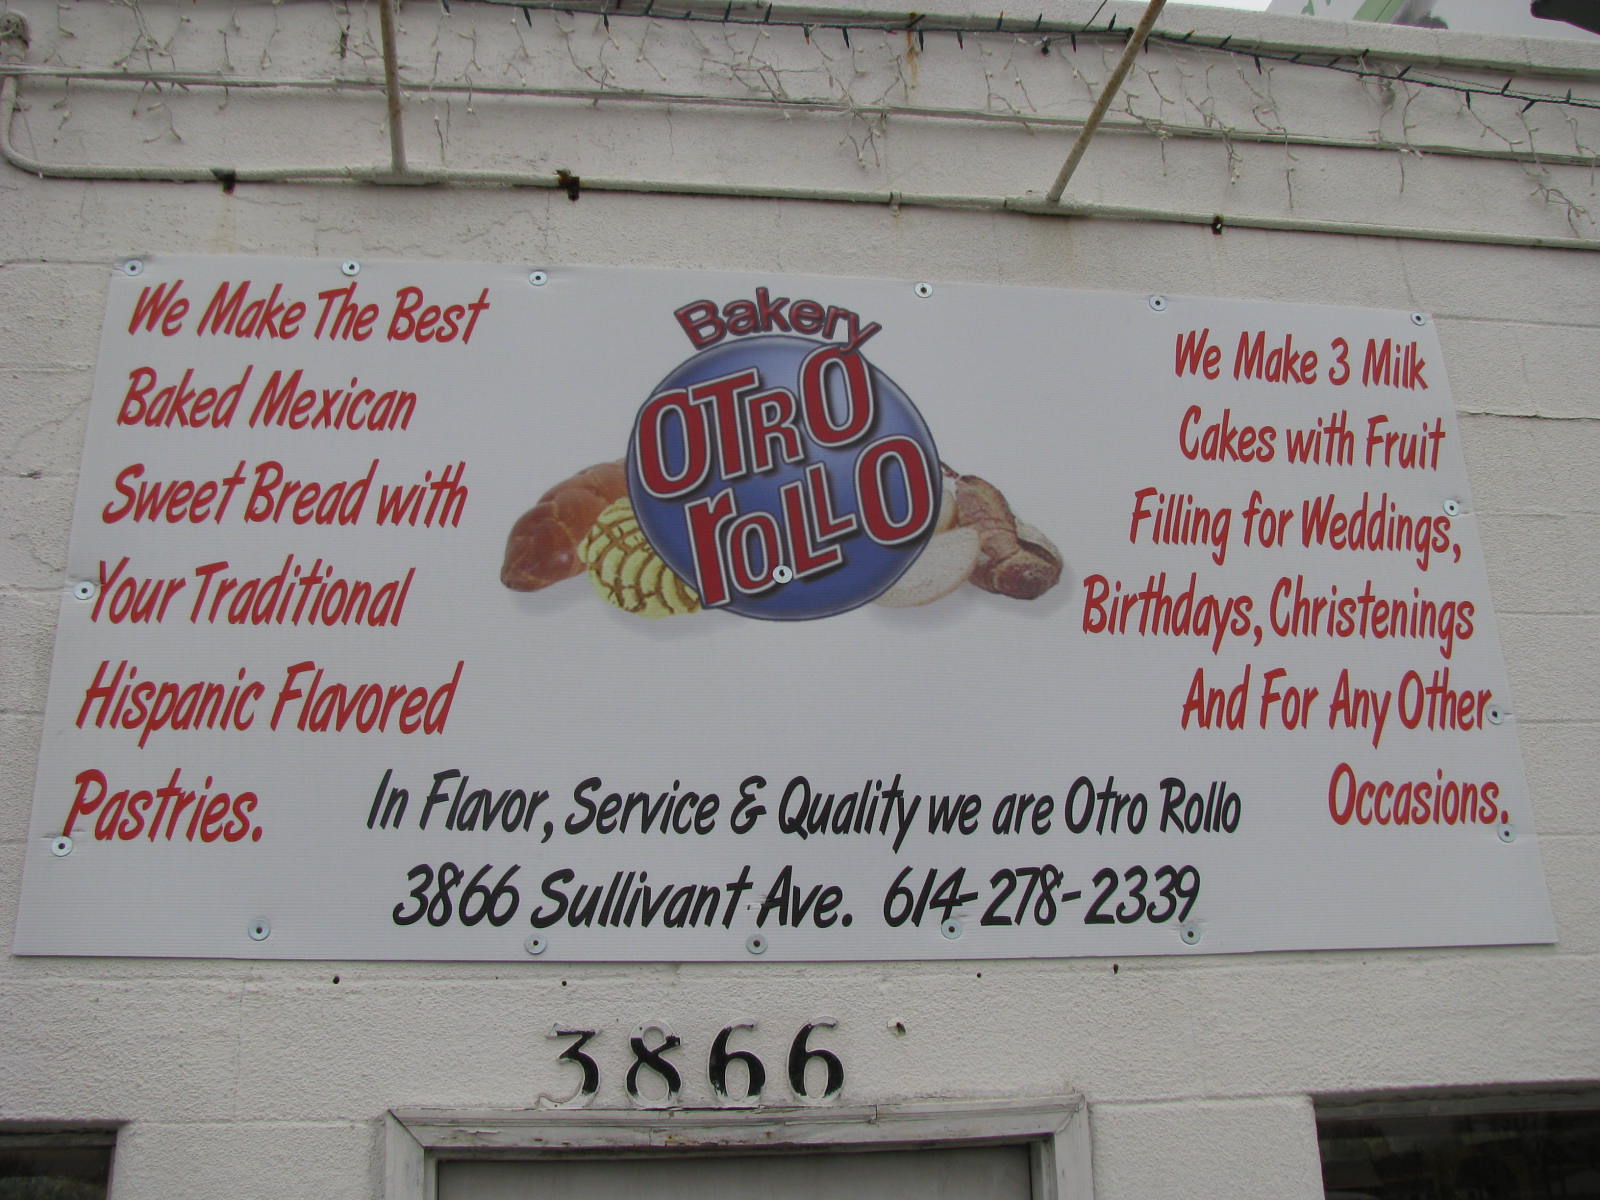 We Make The Best
Baked Mexican
Sweet Bread with
Your Traditional
Hispanic Flavored
Pastries.
Bakery
OTRO
rOLLO
We Make 3 Milk
Cakes with Fruit
Filling for Weddings,
Birthdays, Christenings
And For Any Other
Occasions.
In Flavor, Service & Quality we are Otro Rollo
3866 Sullivant Ave. 614-278-2339
3866